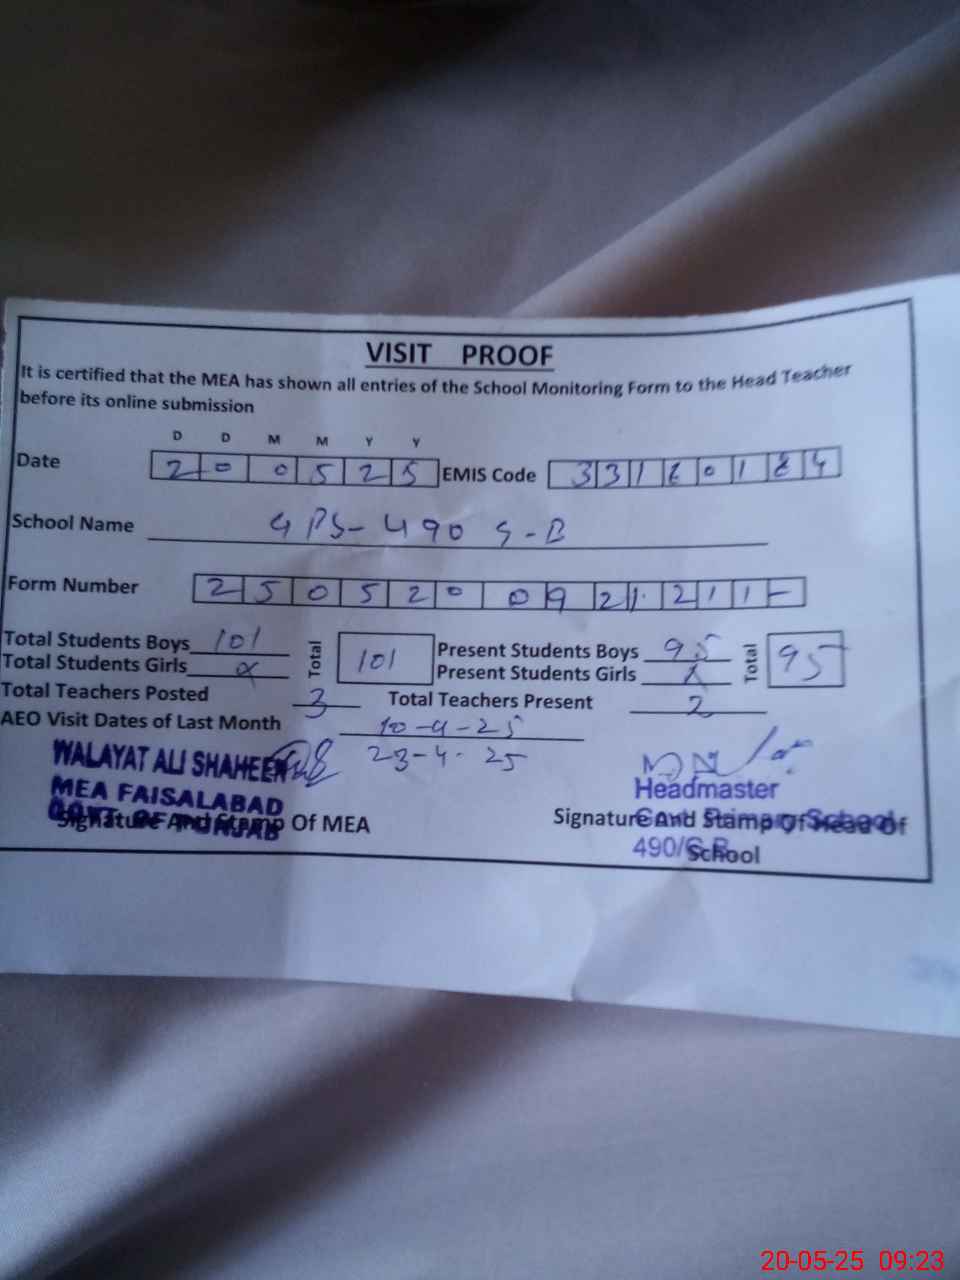 VISIT PROOF
It is certified that the MEA has shown all entries of the School Monitoring Form to the Head Teacher
before its online submission
D D M M Y Y
Date 2 0 0 5 2 5 EMIS Code 3 3 1 6 0 1 8 4
School Name GPS-490 G-B
Form Number 2 5 0 5 2 0 0 9 2 1 2 1 1 -
Total Students Boys 101 Total 101 Present Students Boys 95 Total 95
Total Students Girls x Present Students Girls x
Total Teachers Posted 3 Total Teachers Present 2
AEO Visit Dates of Last Month 10-4-25
23-4-25
WALAYAT ALI SHAHEEN
MEA FAISALABAD Headmaster
GOVT. OF PUNJAB Govt. Primary School
Signature And Stamp Of MEA Signature And Stamp Of Head Of
490/G.B School
20-05-25 09:23